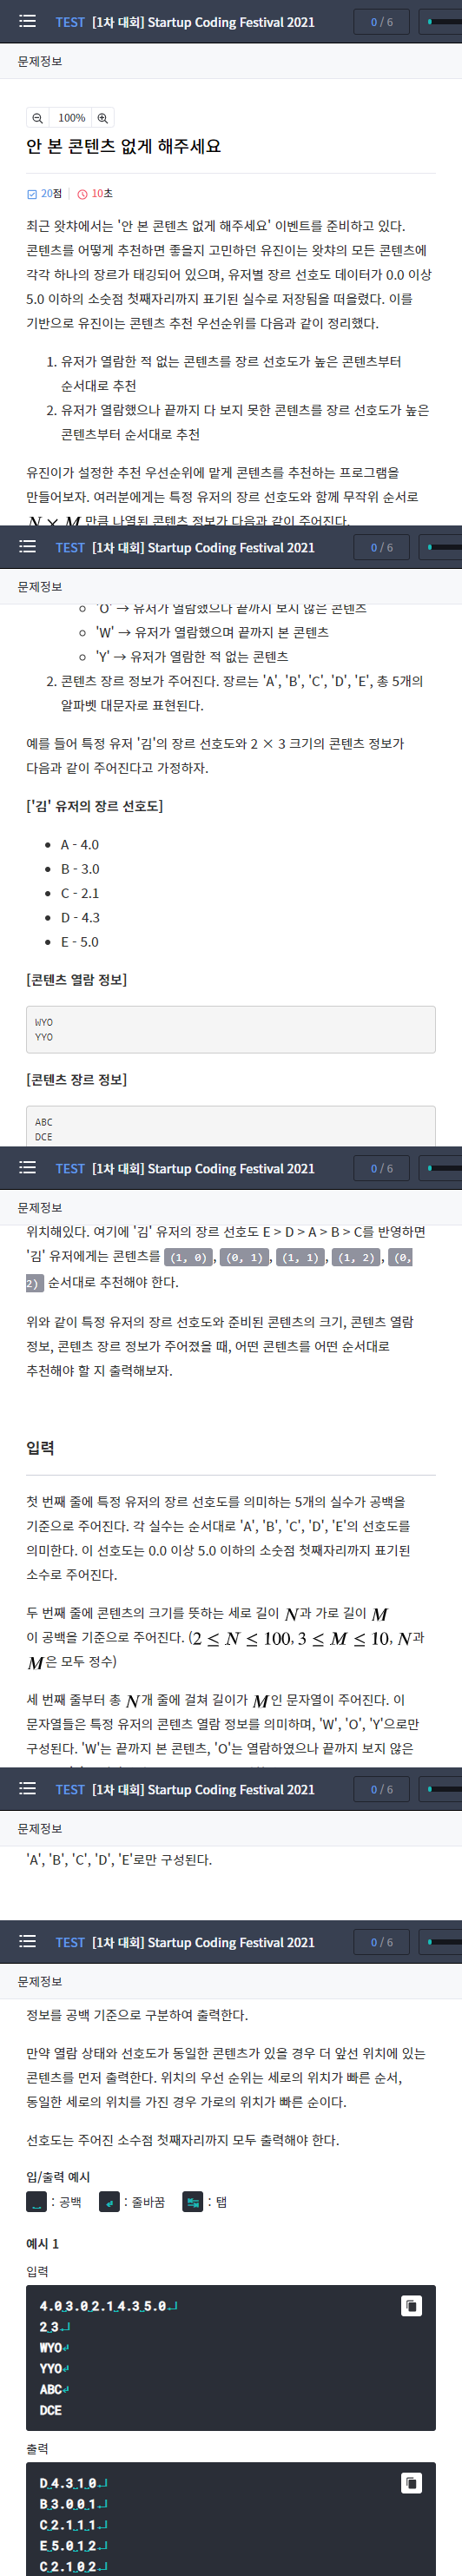 TEST [1차 대회] Startup Coding Festival 2021 0 / 6
문제정보
100%
안 본 콘텐츠 없게 해주세요
20점 10초
최근 왓챠에서는 '안 본 콘텐츠 없게 해주세요' 이벤트를 준비하고 있다.
콘텐츠를 어떻게 추천하면 좋을지 고민하던 유진이는 왓챠의 모든 콘텐츠에
각각 하나의 장르가 태깅되어 있으며, 유저별 장르 선호도 데이터가 0.0 이상
5.0 이하의 소숫점 첫째자리까지 표기된 실수로 저장됨을 떠올렸다. 이를
기반으로 유진이는 콘텐츠 추천 우선순위를 다음과 같이 정리했다.
1. 유저가 열람한 적 없는 콘텐츠를 장르 선호도가 높은 콘텐츠부터
순서대로 추천
2. 유저가 열람했으나 끝까지 다 보지 못한 콘텐츠를 장르 선호도가 높은
콘텐츠부터 순서대로 추천
유진이가 설정한 추천 우선순위에 맡게 콘텐츠를 추천하는 프로그램을
만들어보자. 여러분에게는 특정 유저의 장르 선호도와 함께 무작위 순서로
N × M 만큼 나열된 콘텐츠 정보가 다음과 같이 주어진다.
TEST [1차 대회] Startup Coding Festival 2021 0 / 6
문제정보
'O' → 유저가 열람했으나 끝까지 보지 않은 콘텐츠
'W' → 유저가 열람했으며 끝까지 본 콘텐츠
'Y' → 유저가 열람한 적 없는 콘텐츠
2. 콘텐츠 장르 정보가 주어진다. 장르는 'A', 'B', 'C', 'D', 'E', 총 5개의
알파벳 대문자로 표현된다.
예를 들어 특정 유저 '김'의 장르 선호도와 2 × 3 크기의 콘텐츠 정보가
다음과 같이 주어진다고 가정하자.
['김' 유저의 장르 선호도]
A - 4.0
B - 3.0
C - 2.1
D - 4.3
E - 5.0
[콘텐츠 열람 정보]
WYO
YYO
[콘텐츠 장르 정보]
ABC
DCE
TEST [1차 대회] Startup Coding Festival 2021 0 / 6
문제정보
위치해있다. 여기에 '김' 유저의 장르 선호도 E > D > A > B > C를 반영하면
'김' 유저에게는 콘텐츠를 (1, 0), (0, 1), (1, 1), (1, 2), (0,
2) 순서대로 추천해야 한다.
위와 같이 특정 유저의 장르 선호도와 준비된 콘텐츠의 크기, 콘텐츠 열람
정보, 콘텐츠 장르 정보가 주어졌을 때, 어떤 콘텐츠를 어떤 순서대로
추천해야 할 지 출력해보자.
입력
첫 번째 줄에 특정 유저의 장르 선호도를 의미하는 5개의 실수가 공백을
기준으로 주어진다. 각 실수는 순서대로 'A', 'B', 'C', 'D', 'E'의 선호도를
의미한다. 이 선호도는 0.0 이상 5.0 이하의 소숫점 첫째자리까지 표기된
소수로 주어진다.
두 번째 줄에 콘텐츠의 크기를 뜻하는 세로 길이 N과 가로 길이 M
이 공백을 기준으로 주어진다. (2 ≤ N ≤ 100, 3 ≤ M ≤ 10, N과
M은 모두 정수)
세 번째 줄부터 총 N개 줄에 걸쳐 길이가 M인 문자열이 주어진다. 이
문자열들은 특정 유저의 콘텐츠 열람 정보를 의미하며, 'W', 'O', 'Y'으로만
구성된다. 'W'는 끝까지 본 콘텐츠, 'O'는 열람하였으나 끝까지 보지 않은
TEST [1차 대회] Startup Coding Festival 2021 0 / 6
문제정보
'A', 'B', 'C', 'D', 'E'로만 구성된다.
TEST [1차 대회] Startup Coding Festival 2021 0 / 6
문제정보
정보를 공백 기준으로 구분하여 출력한다.
만약 열람 상태와 선호도가 동일한 콘텐츠가 있을 경우 더 앞선 위치에 있는
콘텐츠를 먼저 출력한다. 위치의 우선 순위는 세로의 위치가 빠른 순서,
동일한 세로의 위치를 가진 경우 가로의 위치가 빠른 순이다.
선호도는 주어진 소수점 첫째자리까지 모두 출력해야 한다.
입/출력 예시
: 공백 : 줄바꿈 : 탭
예시 1
입력
4.0 3.0 2.1 4.3 5.0
2 3
WYO
YYO
ABC
DCE
출력
D 4.3 1 0
B 3.0 0 1
C 2.1 1 1
E 5.0 1 2
C 2.1 0 2